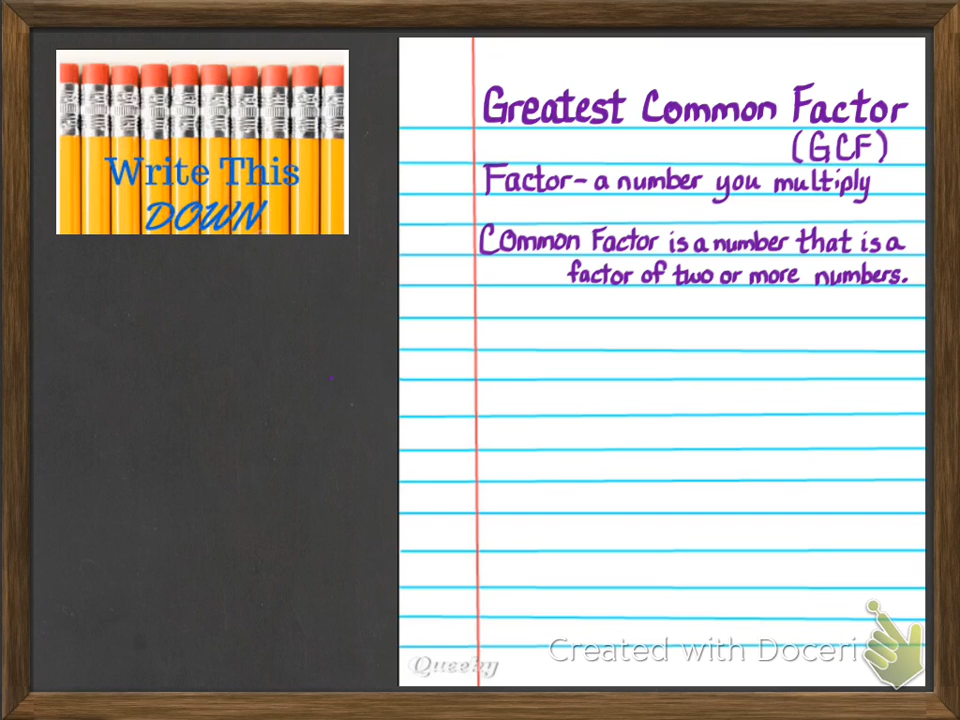 Write This
DOWN
Greatest Common Factor
(GCF)
Factor- a number you multiply
Common Factor is a number that is a
factor of two or more numbers.
Created with Doceri
Queeky